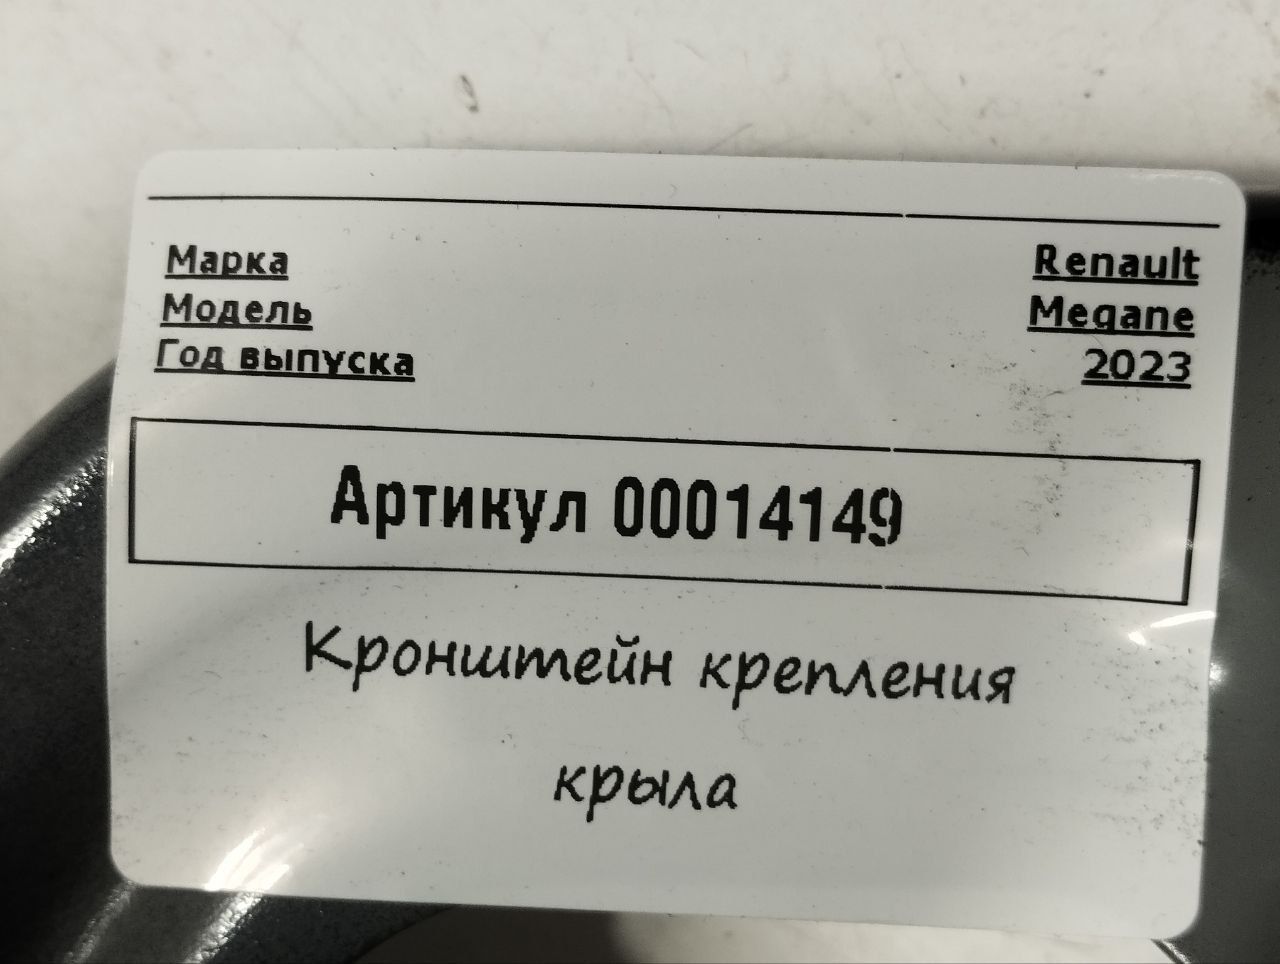 Марка Renault
Модель Megane
Год выпуска 2023
Артикул 00014149
Кронштейн крепления
крыла